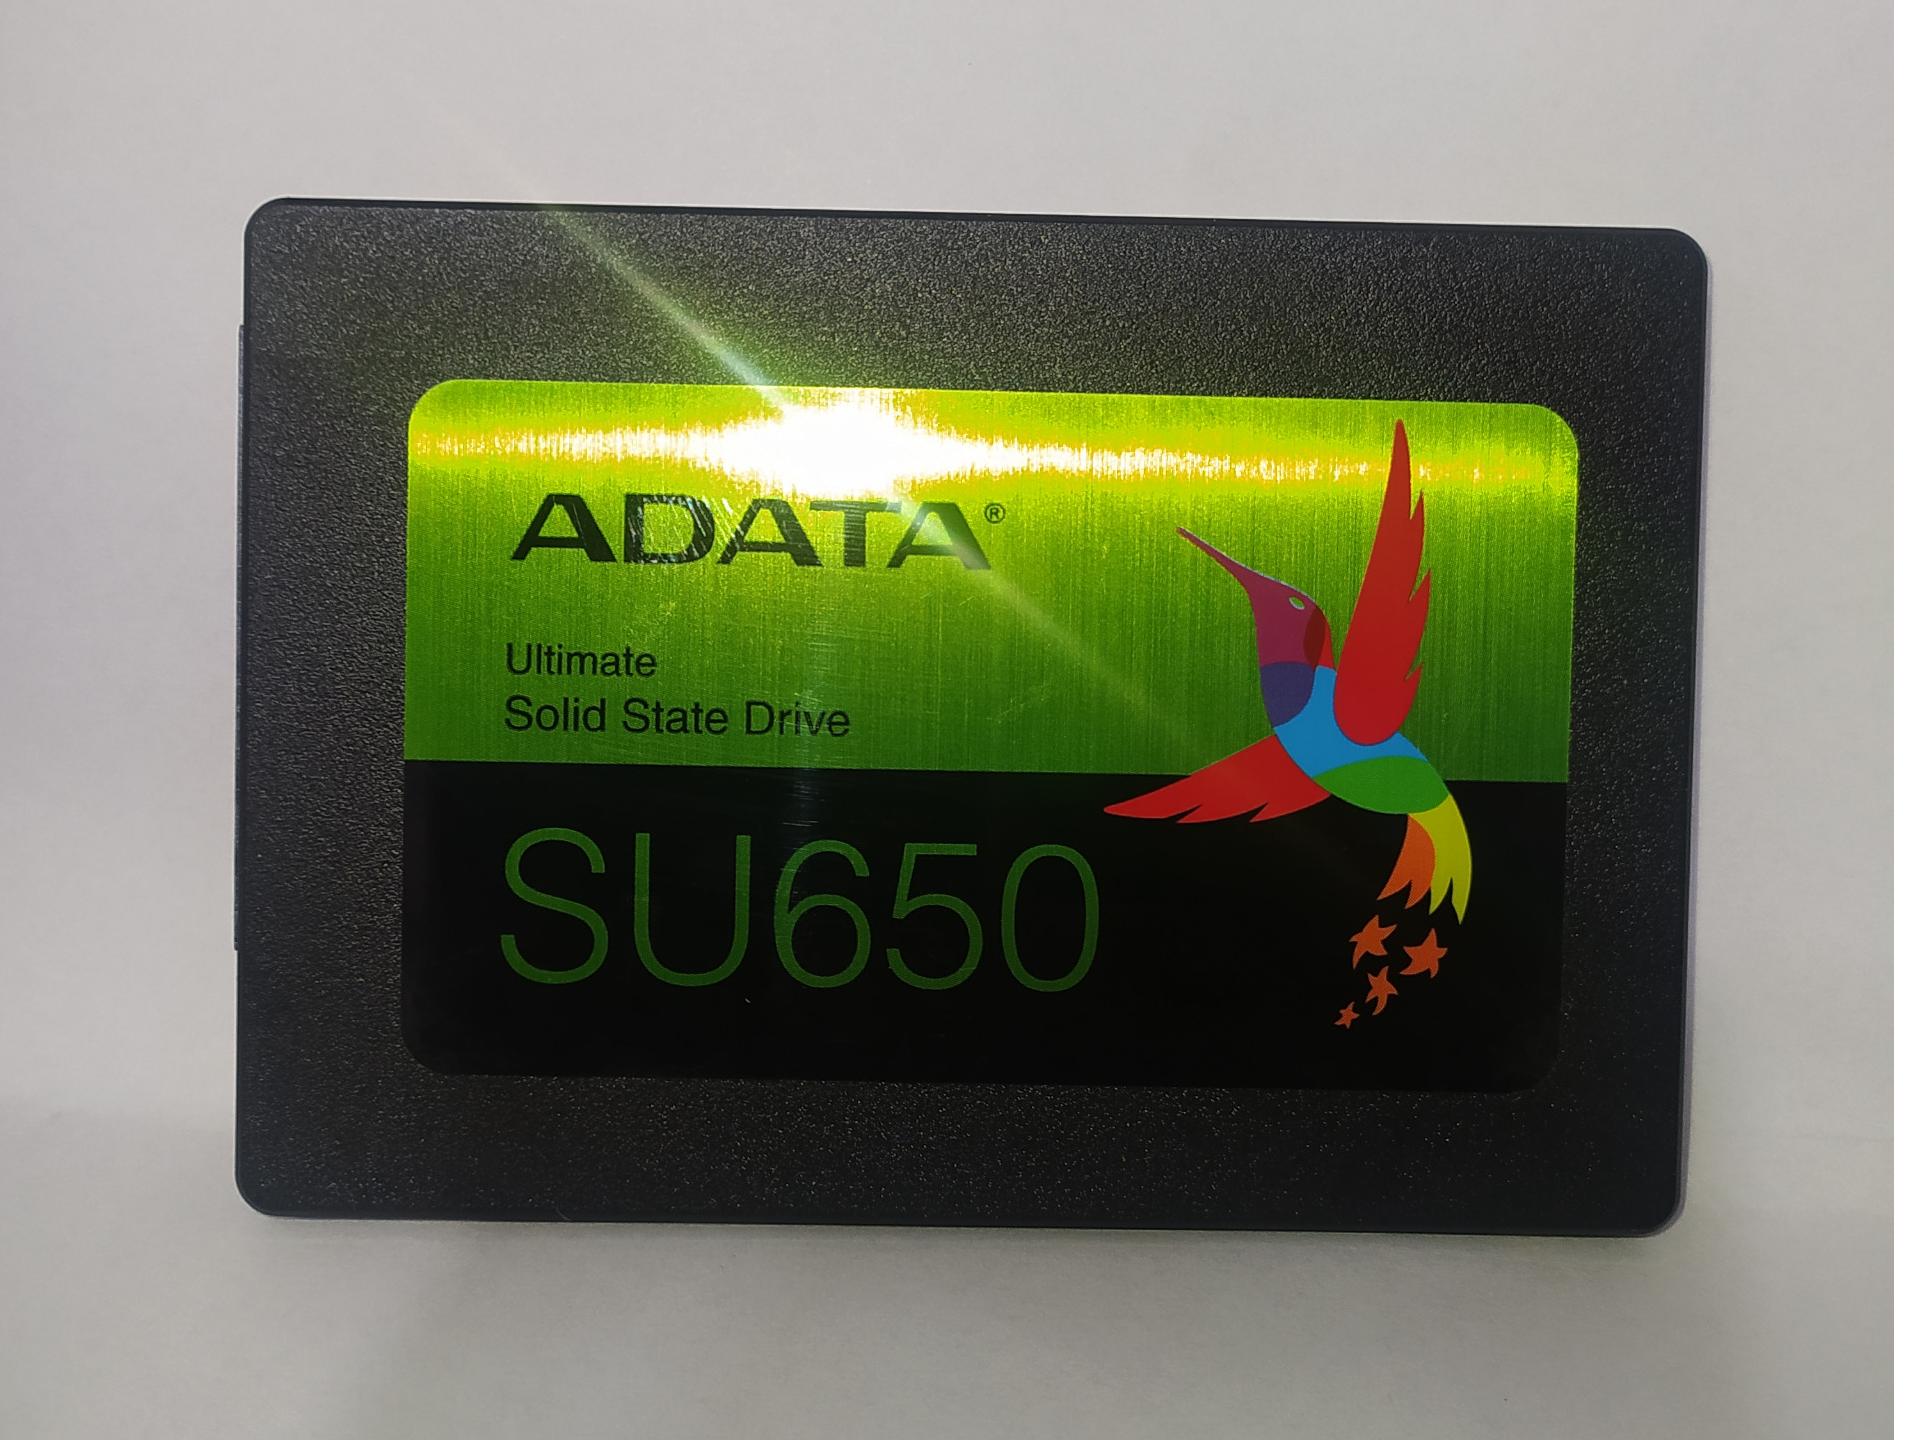 ADATA®
Ultimate
Solid State Drive
SU650